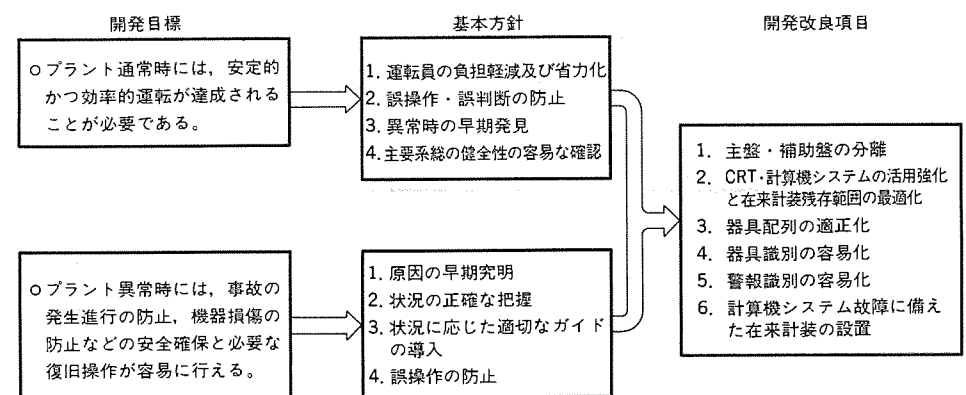 開発目標
基本方針
開発改良項目
○プラント通常時には，安定的
かつ効率的運転が達成される
ことが必要である。
1. 運転員の負担軽減及び省力化
2. 誤操作・誤判断の防止
3. 異常時の早期発見
4. 主要系総の健全性の容易な確認
○プラント異常時には，事故の
発生進行の防止，機器損傷の
防止などの安全確保と必要な
復旧操作が容易に行える。
1. 原因の早期究明
2. 状況の正確な把握
3. 状況に応じた適切なガイド
の導入
4. 誤操作の防止
1. 主盤・補助盤の分離
2. CRT・計算機システムの活用強化
と在来計装残存範囲の最適化
3. 器具配列の適正化
4. 器具識別の容易化
5. 警報識別の容易化
6. 計算機システム故障に備え
た在来計装の設置